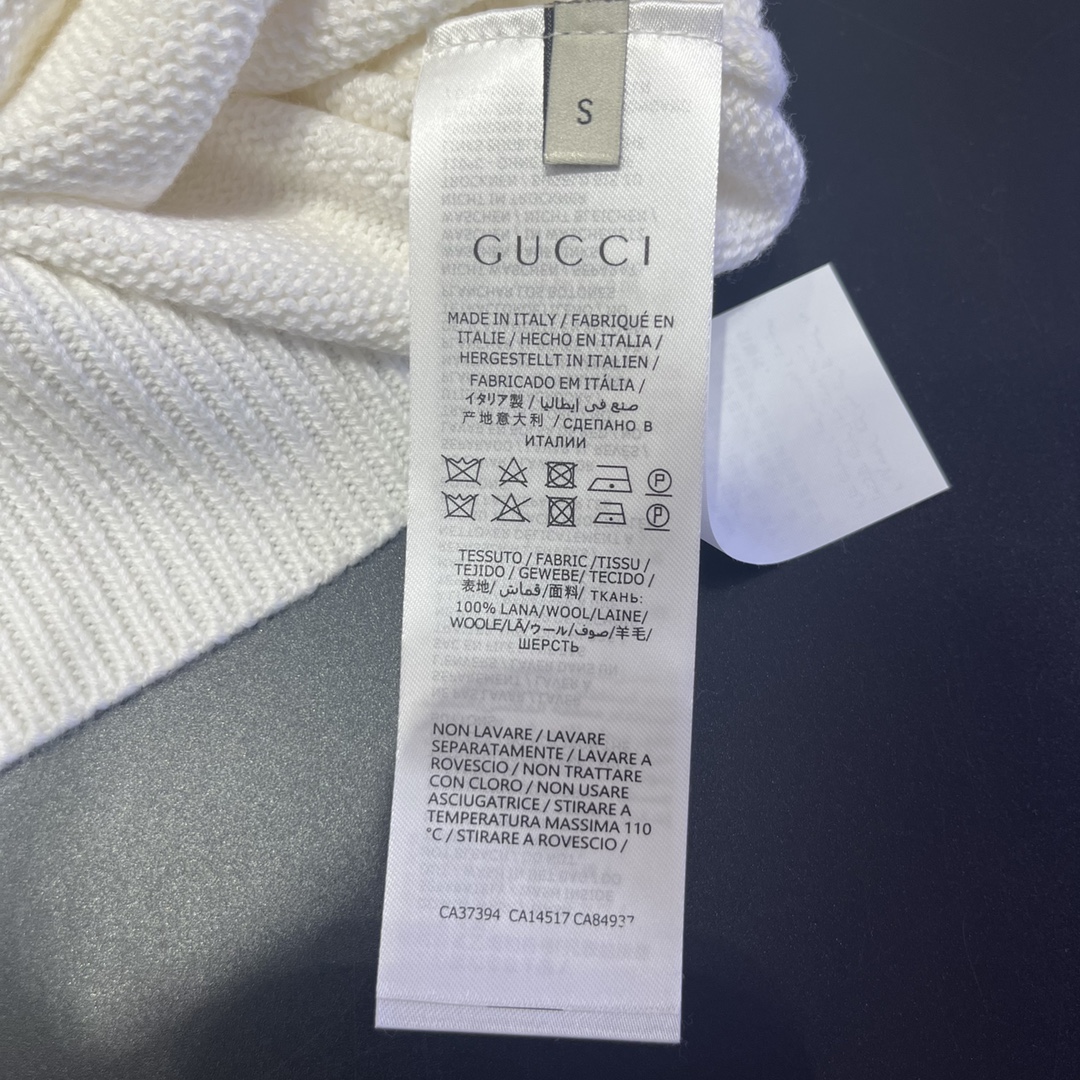 S
GUCCI
MADE IN ITALY / FABRIQUÉ EN
ITALIE / HECHO EN ITALIA /
HERGESTELLT IN ITALIEN /
FABRICADO EM ITÁLIA /
イタリア製 / صنع في إيطاليا
产地意大利 / СДЕПАНО В
ИТАЛИИ
P
P
TESSUTO / FABRIC /TISSU /
TEJIDO / GEWEBE/ TECIDO /
表地/ قماش/面料/ ТКАНЬ:
100% LANA/WOOL/LAINE/
WOOLE/LÃ/ウール/صوف/羊毛/
ШЕРСТЬ
NON LAVARE / LAVARE
SEPARATAMENTE / LAVARE A
ROVESCIO / NON TRATTARE
CON CLORO / NON USARE
ASCIUGATRICE / STIRARE A
TEMPERATURA MASSIMA 110
°C / STIRARE A ROVESCIO /
CA37394 CA14517 CA84937